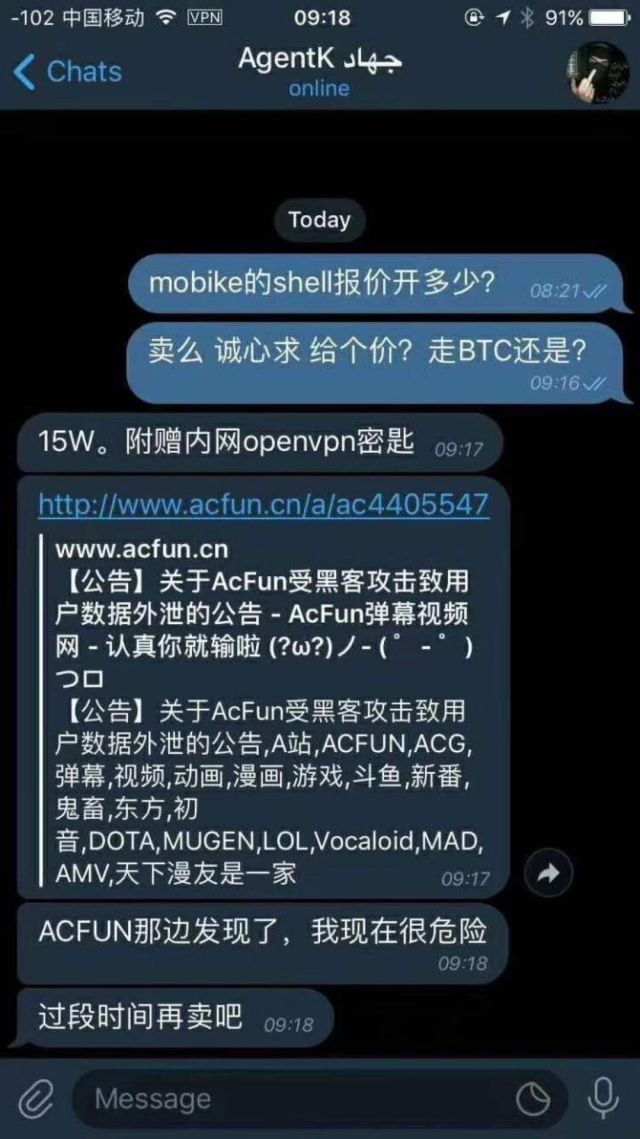 -102 中国移动 VPN 09:18 91%
Chats
AgentK جهاد
online
Today
mobike的shell报价开多少? 08:21
卖么 诚心求 给个价? 走BTC还是?
09:16
15W。附赠内网openvpn密匙 09:17
http://www.acfun.cn/a/ac4405547
www.acfun.cn
【公告】关于AcFun受黑客攻击致用
户数据外泄的公告 - AcFun弹幕视频
网 - 认真你就输啦 (?ω?)ノ- ( ゜- ゜)
つロ
【公告】关于AcFun受黑客攻击致用
户数据外泄的公告,A站,ACFUN,ACG,
弹幕,视频,动画,漫画,游戏,斗鱼,新番,
鬼畜,东方,初
音,DOTA,MUGEN,LOL,Vocaloid,MAD,
AMV,天下漫友是一家 09:17
ACFUN那边发现了，我现在很危险
09:18
过段时间再卖吧 09:18
Message